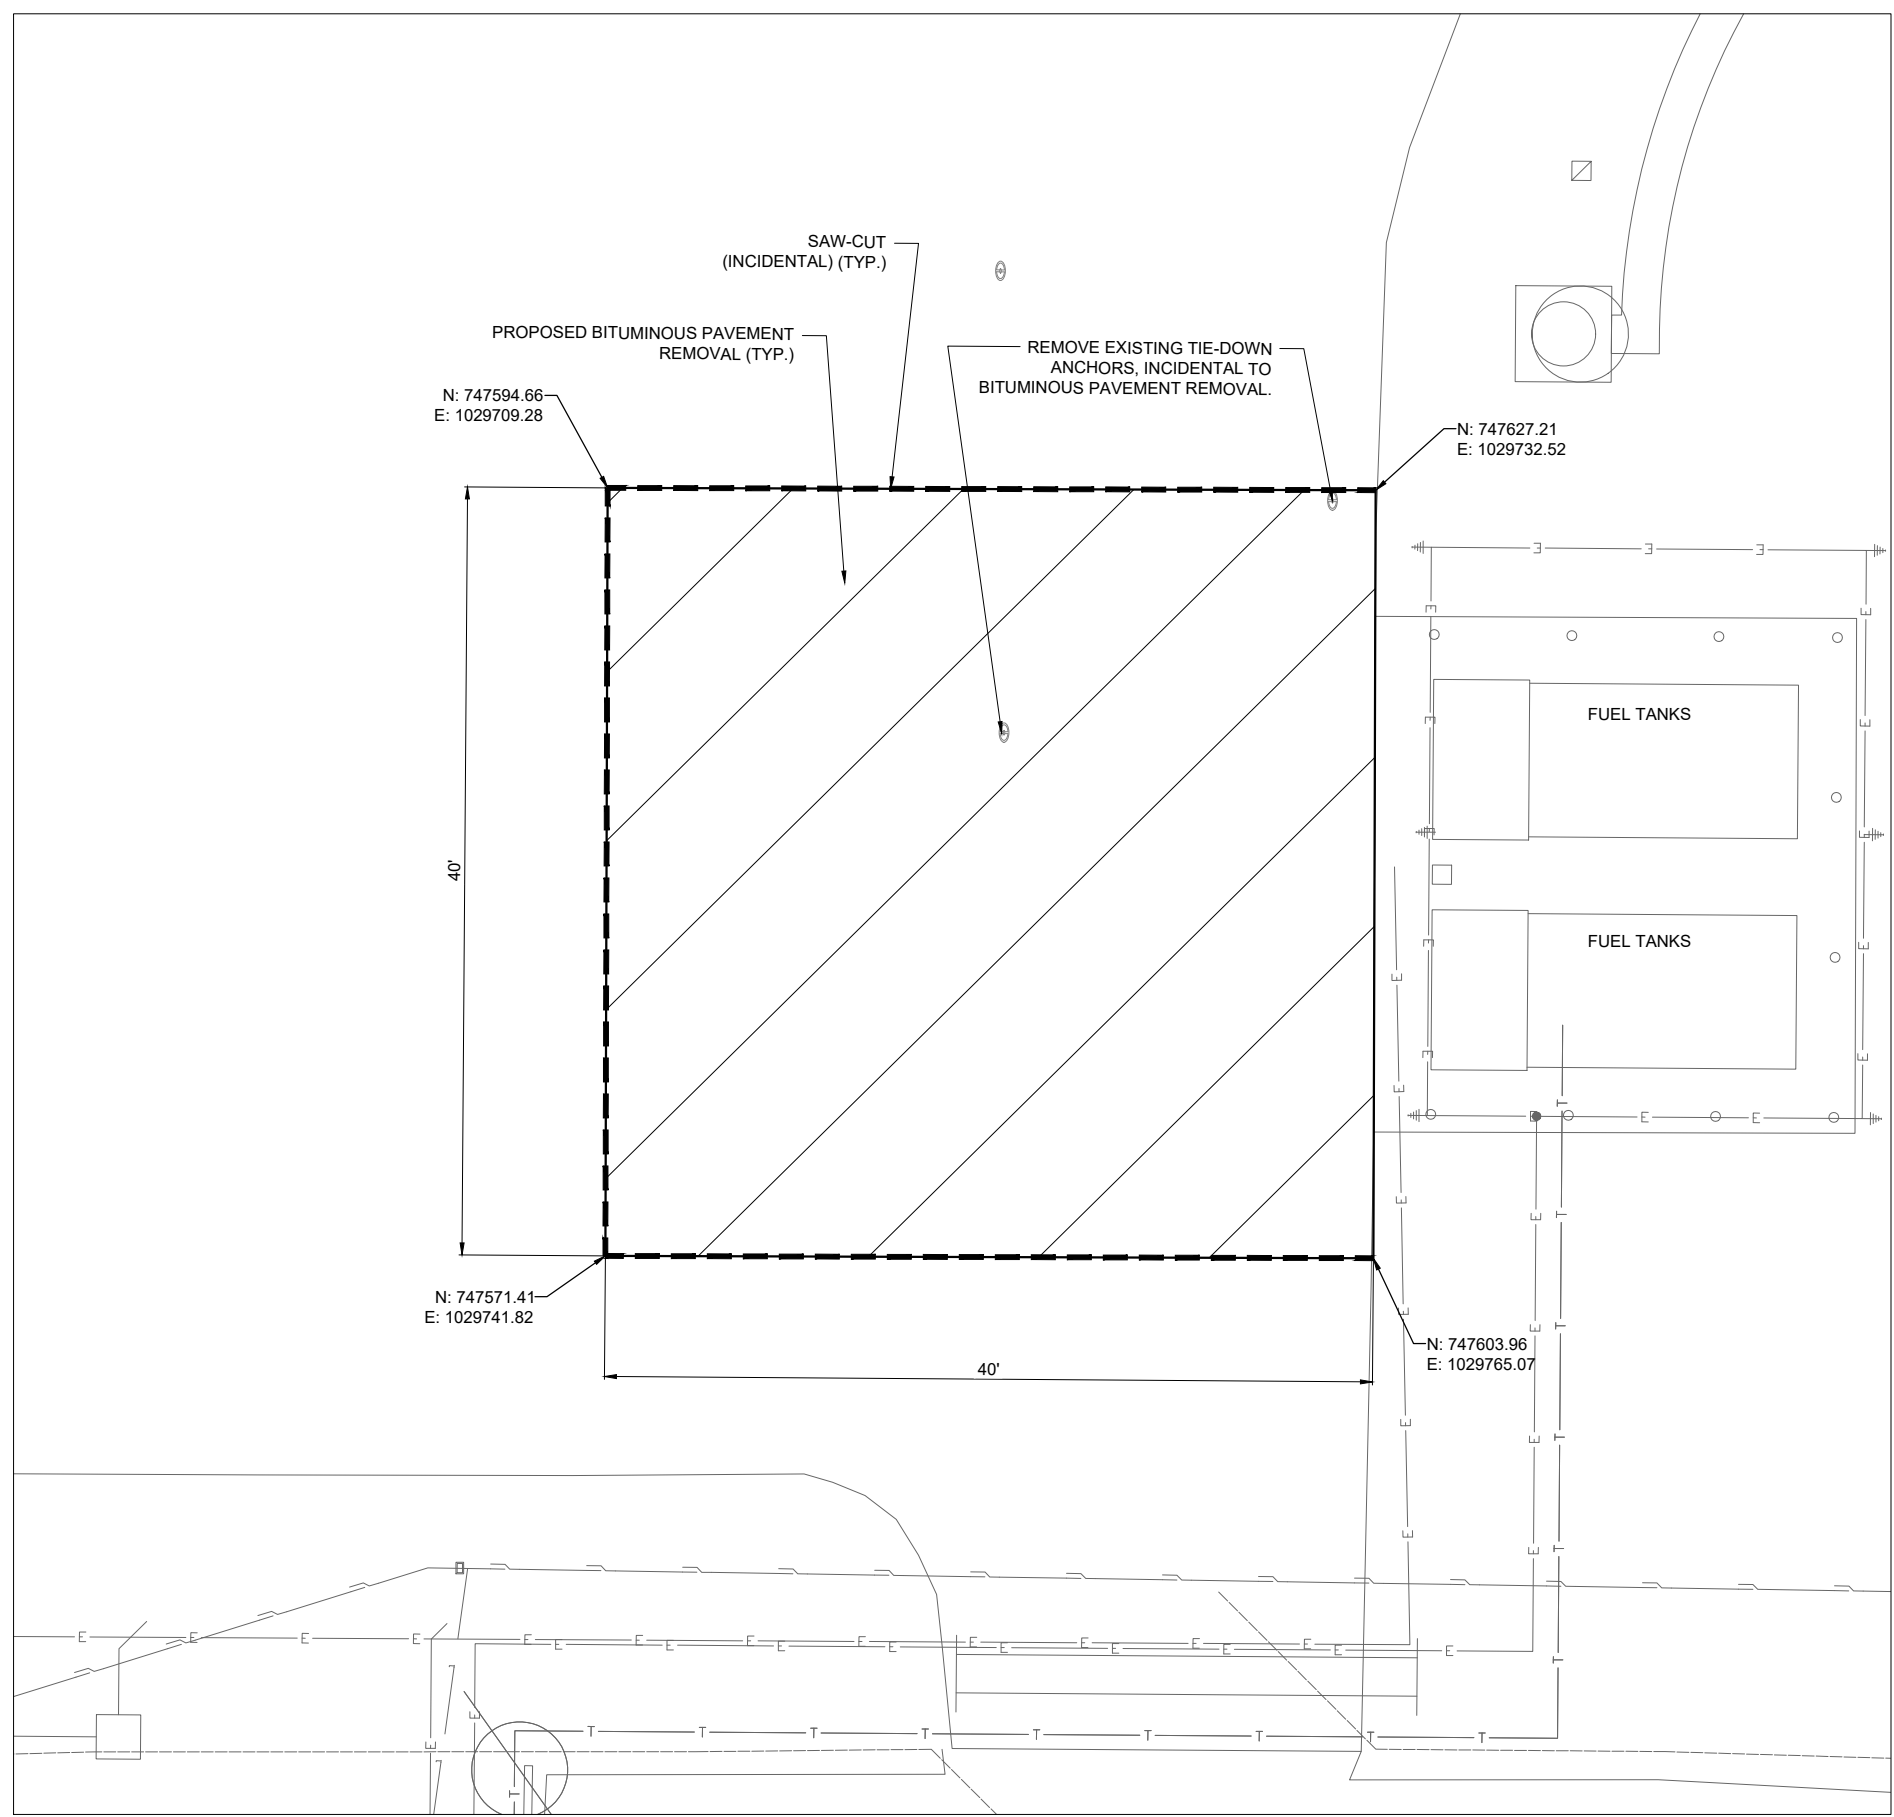 SAW-CUT
(INCIDENTAL) (TYP.)
PROPOSED BITUMINOUS PAVEMENT
REMOVAL (TYP.)
REMOVE EXISTING TIE-DOWN
ANCHORS, INCIDENTAL TO
BITUMINOUS PAVEMENT REMOVAL.
N: 747594.66
E: 1029709.28
N: 747627.21
E: 1029732.52
E E E
E E
E E
FUEL TANKS
E E
40'
FUEL TANKS
E E
E
E E
E
T
E E E
E
E
T
E
N: 747571.41
E: 1029741.82
E
T
N: 747603.96
E: 1029765.07
40'
E
E
T
E
E
T
E E E E E E E E E E E E
E E E E E E E E E
T
E
E
T T T T T T T T T
T